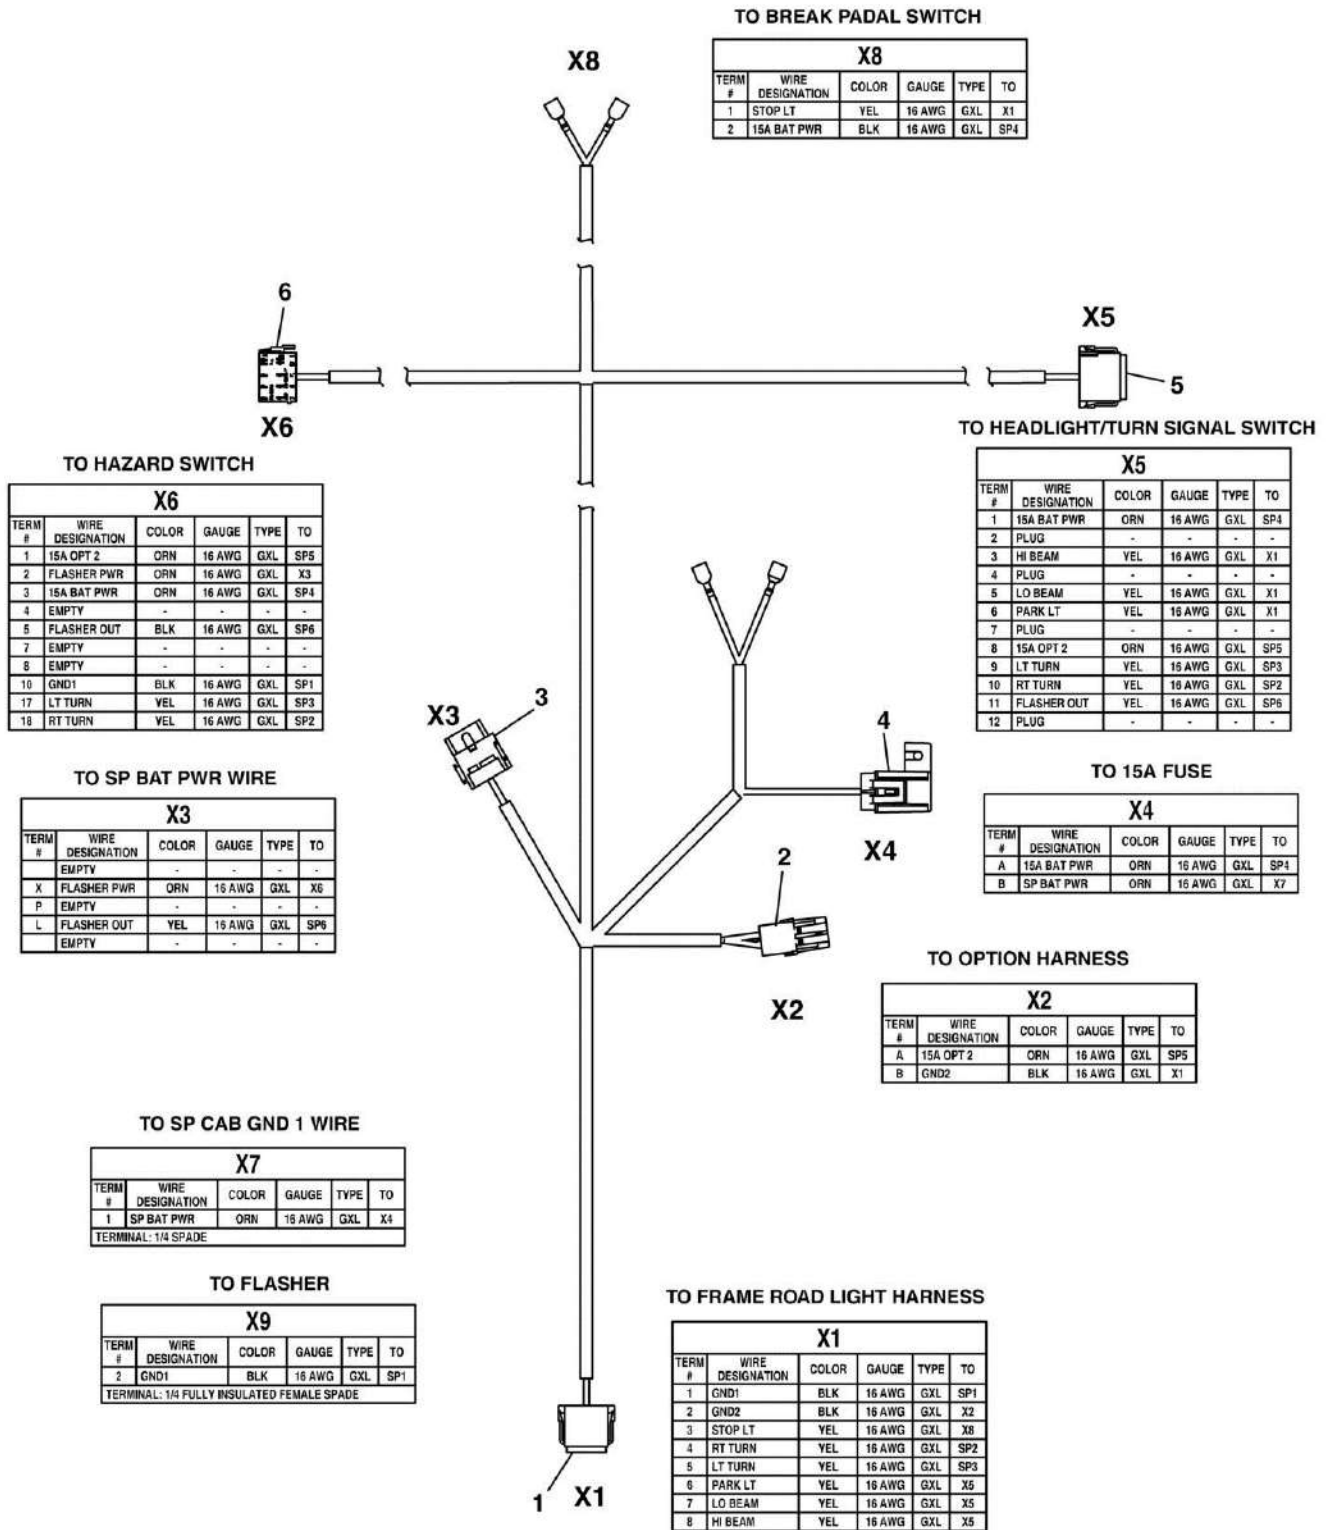 TO BREAK PADAL SWITCH
X8
TERM # WIRE DESIGNATION COLOR GAUGE TYPE TO
1 STOP LT YEL 16 AWG GXL X1
2 15A BAT PWR BLK 16 AWG GXL SP4
X8
6
X6
X5
5
TO HEADLIGHT/TURN SIGNAL SWITCH
X5
TERM # WIRE DESIGNATION COLOR GAUGE TYPE TO
1 15A BAT PWR ORN 16 AWG GXL SP4
2 PLUG - - - -
3 HI BEAM YEL 16 AWG GXL X1
4 PLUG - - - -
5 LO BEAM YEL 16 AWG GXL X1
6 PARK LT YEL 16 AWG GXL X1
7 PLUG - - - -
8 15A OPT 2 ORN 16 AWG GXL SP5
9 LT TURN YEL 16 AWG GXL SP3
10 RT TURN YEL 16 AWG GXL SP2
11 FLASHER OUT YEL 16 AWG GXL SP6
12 PLUG - - - -
TO HAZARD SWITCH
X6
TERM # WIRE DESIGNATION COLOR GAUGE TYPE TO
1 15A OPT 2 ORN 16 AWG GXL SP5
2 FLASHER PWR ORN 16 AWG GXL X3
3 15A BAT PWR ORN 16 AWG GXL SP4
4 EMPTY - - - -
5 FLASHER OUT BLK 16 AWG GXL SP6
7 EMPTY - - - -
8 EMPTY - - - -
10 GND1 BLK 16 AWG GXL SP1
17 LT TURN YEL 16 AWG GXL SP3
18 RT TURN YEL 16 AWG GXL SP2
X3
3
4
X4
2
X2
TO SP BAT PWR WIRE
X3
TERM # WIRE DESIGNATION COLOR GAUGE TYPE TO
EMPTY - - - -
X FLASHER PWR ORN 16 AWG GXL X6
P EMPTY - - - -
L FLASHER OUT YEL 16 AWG GXL SP6
EMPTY - - - -
TO 15A FUSE
X4
TERM # WIRE DESIGNATION COLOR GAUGE TYPE TO
A 15A BAT PWR ORN 16 AWG GXL SP4
B SP BAT PWR ORN 16 AWG GXL X7
TO OPTION HARNESS
X2
TERM # WIRE DESIGNATION COLOR GAUGE TYPE TO
A 15A OPT 2 ORN 16 AWG GXL SP5
B GND2 BLK 16 AWG GXL X1
TO SP CAB GND 1 WIRE
X7
TERM # WIRE DESIGNATION COLOR GAUGE TYPE TO
1 SP BAT PWR ORN 16 AWG GXL X4
TERMINAL: 1/4 SPADE
TO FLASHER
X9
TERM # WIRE DESIGNATION COLOR GAUGE TYPE TO
2 GND1 BLK 16 AWG GXL SP1
TERMINAL: 1/4 FULLY INSULATED FEMALE SPADE
1
X1
TO FRAME ROAD LIGHT HARNESS
X1
TERM # WIRE DESIGNATION COLOR GAUGE TYPE TO
1 GND1 BLK 16 AWG GXL SP1
2 GND2 BLK 16 AWG GXL X2
3 STOP LT YEL 16 AWG GXL X8
4 RT TURN YEL 16 AWG GXL SP2
5 LT TURN YEL 16 AWG GXL SP3
6 PARK LT YEL 16 AWG GXL X5
7 LO BEAM YEL 16 AWG GXL X5
8 HI BEAM YEL 16 AWG GXL X5